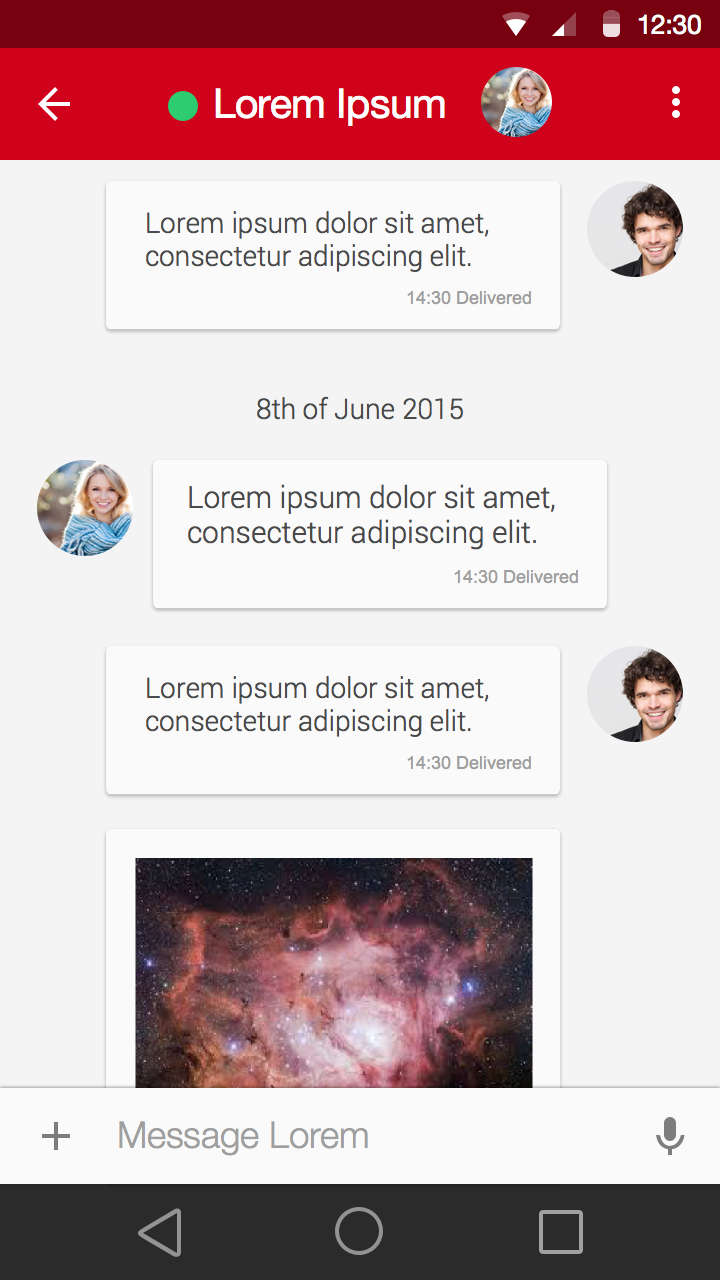 12:30
Lorem Ipsum
Lorem ipsum dolor sit amet,
consectetur adipiscing elit.
14:30 Delivered
8th of June 2015
Lorem ipsum dolor sit amet,
consectetur adipiscing elit.
14:30 Delivered
Lorem ipsum dolor sit amet,
consectetur adipiscing elit.
14:30 Delivered
Message Lorem